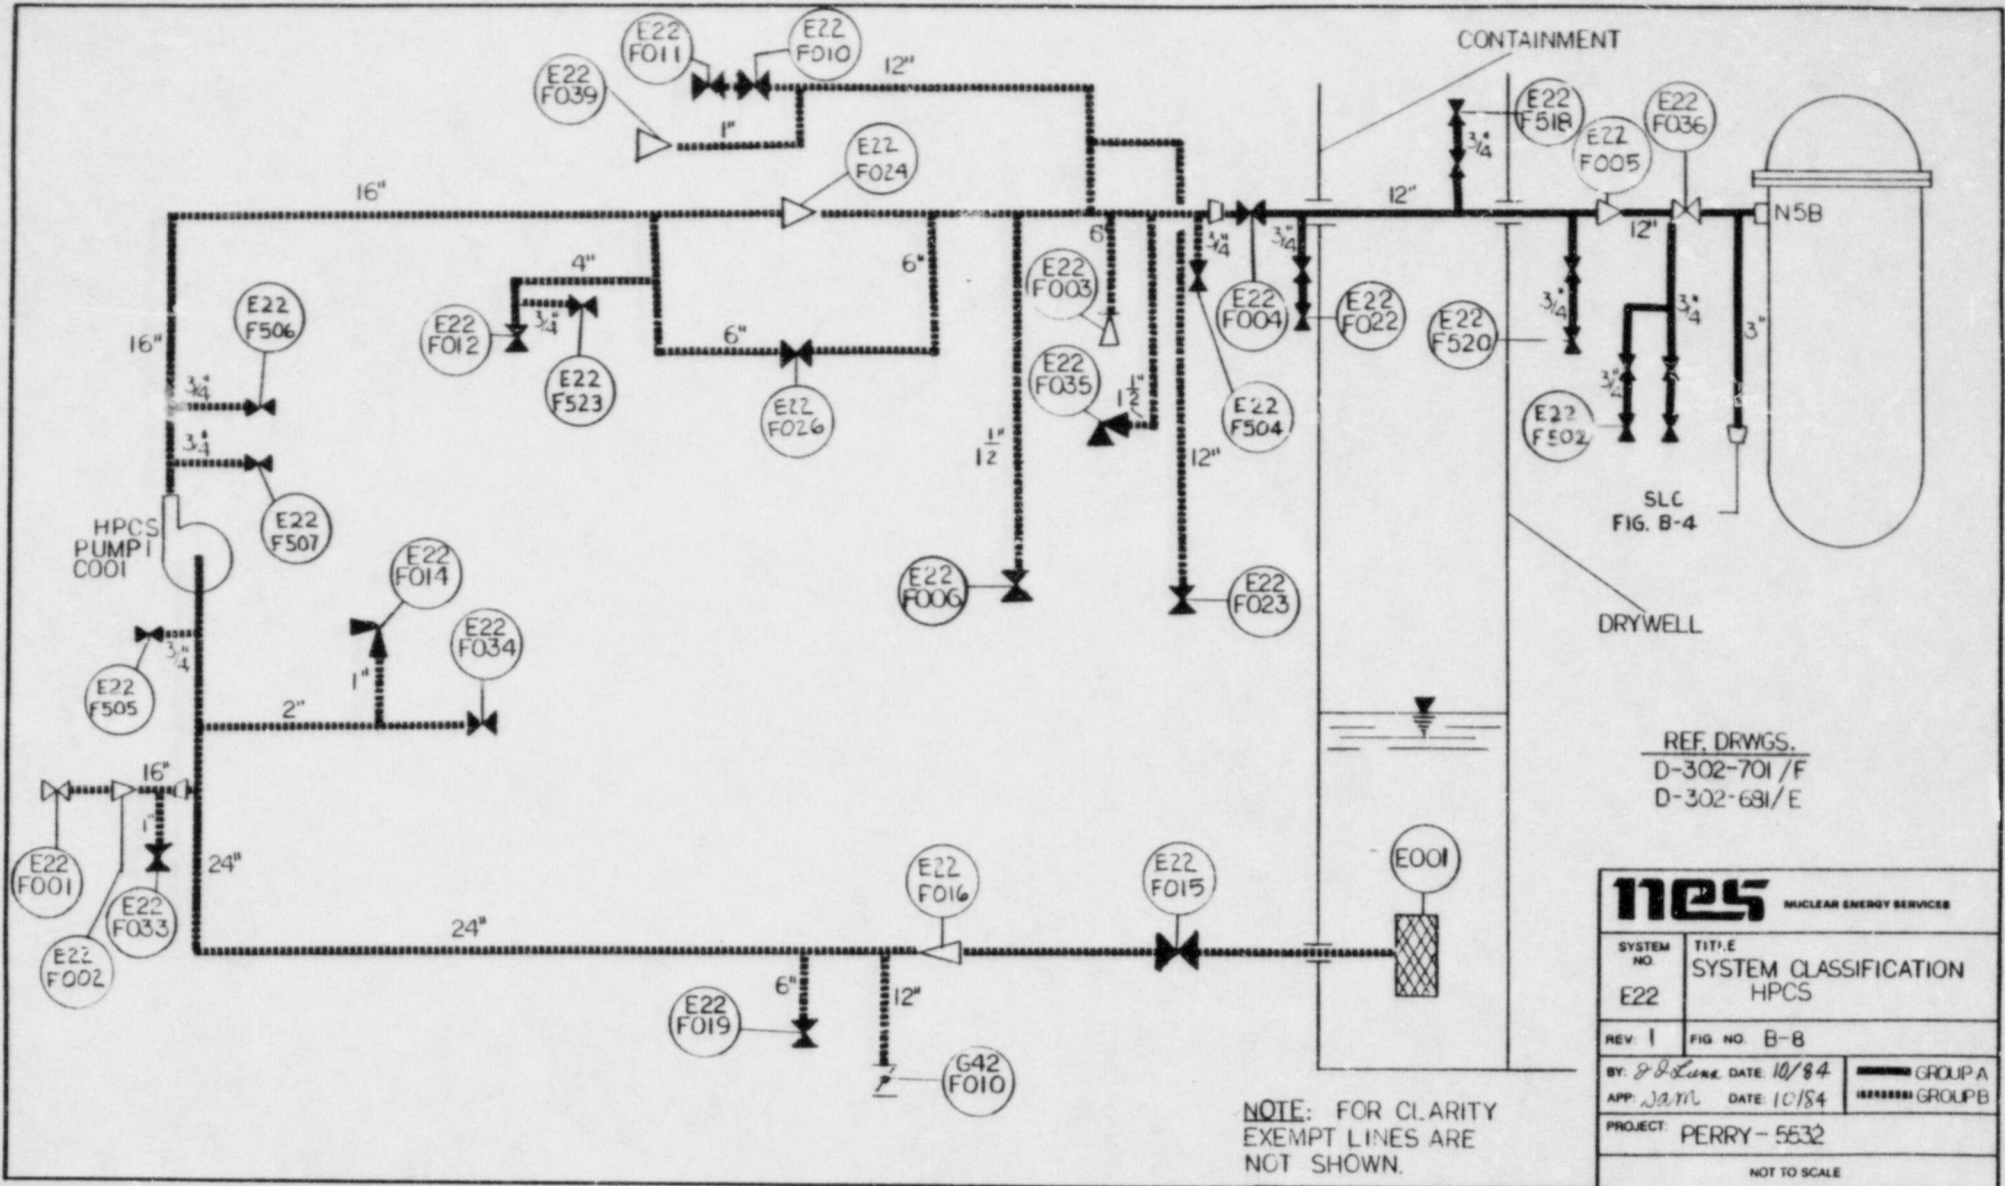 E22
F011
E22
F010
12"
CONTAINMENT
E22
F039
1"
E22
F024
E22
F518
3/4"
E22
F005
E22
F036
16"
12"
12"
N5B
4"
6"
6"
3/4"
3/4"
E22
F003
E22
F004
E22
F022
E22
F520
3/4"
3/4"
3"
E22
F506
16"
3/4"
E22
F012
3/4"
6"
E22
F523
E22
F026
E22
F035
1 1/2"
E22
F504
3/4"
E22
F502
3/4"
E22
F507
1 1/2"
12"
SLC
FIG. B-4
HPCS
PUMP 1
C001
E22
F014
E22
F006
E22
F023
DRYWELL
3/4"
E22
F034
E22
F505
1"
2"
REF. DRWGS.
D-302-701/F
D-302-681/E
16"
1"
E22
F001
E22
F033
E22
F002
24"
24"
E22
F016
E22
F015
E001
6"
12"
E22
F019
G42
F010
NOTE: FOR CLARITY
EXEMPT LINES ARE
NOT SHOWN.
nes NUCLEAR ENERGY SERVICES
SYSTEM
NO.
E22
TITLE
SYSTEM CLASSIFICATION
HPCS
REV: 1 FIG NO. B-8
BY: DATE: 10/84 GROUP A
APP: DATE: 10/84 GROUP B
PROJECT: PERRY-5532
NOT TO SCALE